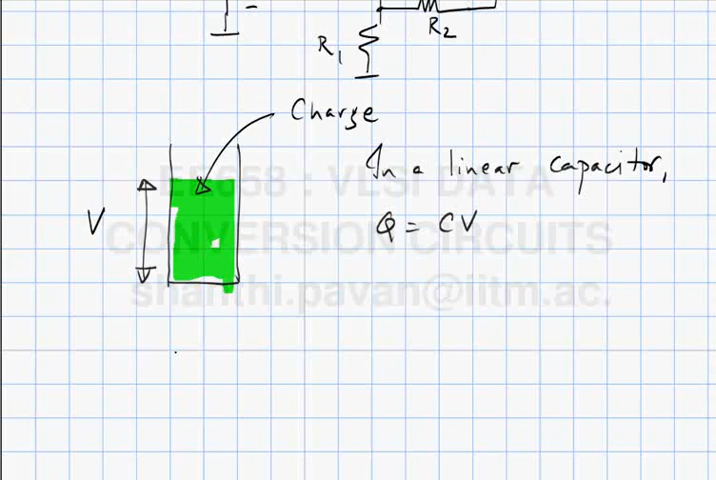 R2
R1
Charge
In a linear capacitor,
V
Q = CV
EE658 : VLSI DATA
CONVERSION CIRCUITS
shanthi.pavan@iitm.ac.